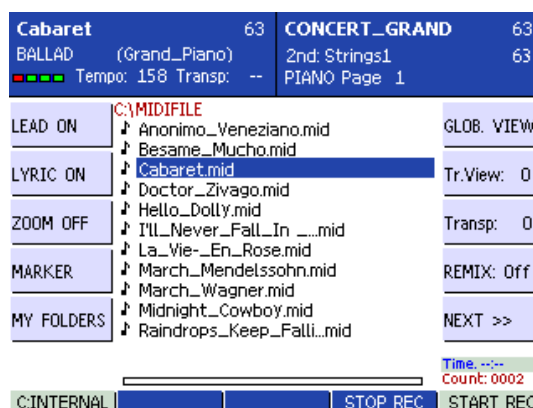 Cabaret 63
BALLAD (Grand_Piano)
Tempo: 158 Transp: --
CONCERT_GRAND 63
2nd: Strings1 63
PIANO Page 1
C:\MIDIFILE
LEAD ON
LYRIC ON
ZOOM OFF
MARKER
MY FOLDERS
Anonimo_Veneziano.mid
Besame_Mucho.mid
Cabaret.mid
Doctor_Zivago.mid
Hello_Dolly.mid
I'll_Never_Fall_In _...mid
La_Vie-_En_Rose.mid
March_Mendelssohn.mid
March_Wagner.mid
Midnight_Cowboy.mid
Raindrops_Keep_Falli...mid
GLOB. VIEW
Tr.View: 0
Transp: 0
REMIX: Off
NEXT >>
Time. --:--
Count: 0002
C:INTERNAL STOP REC START REC